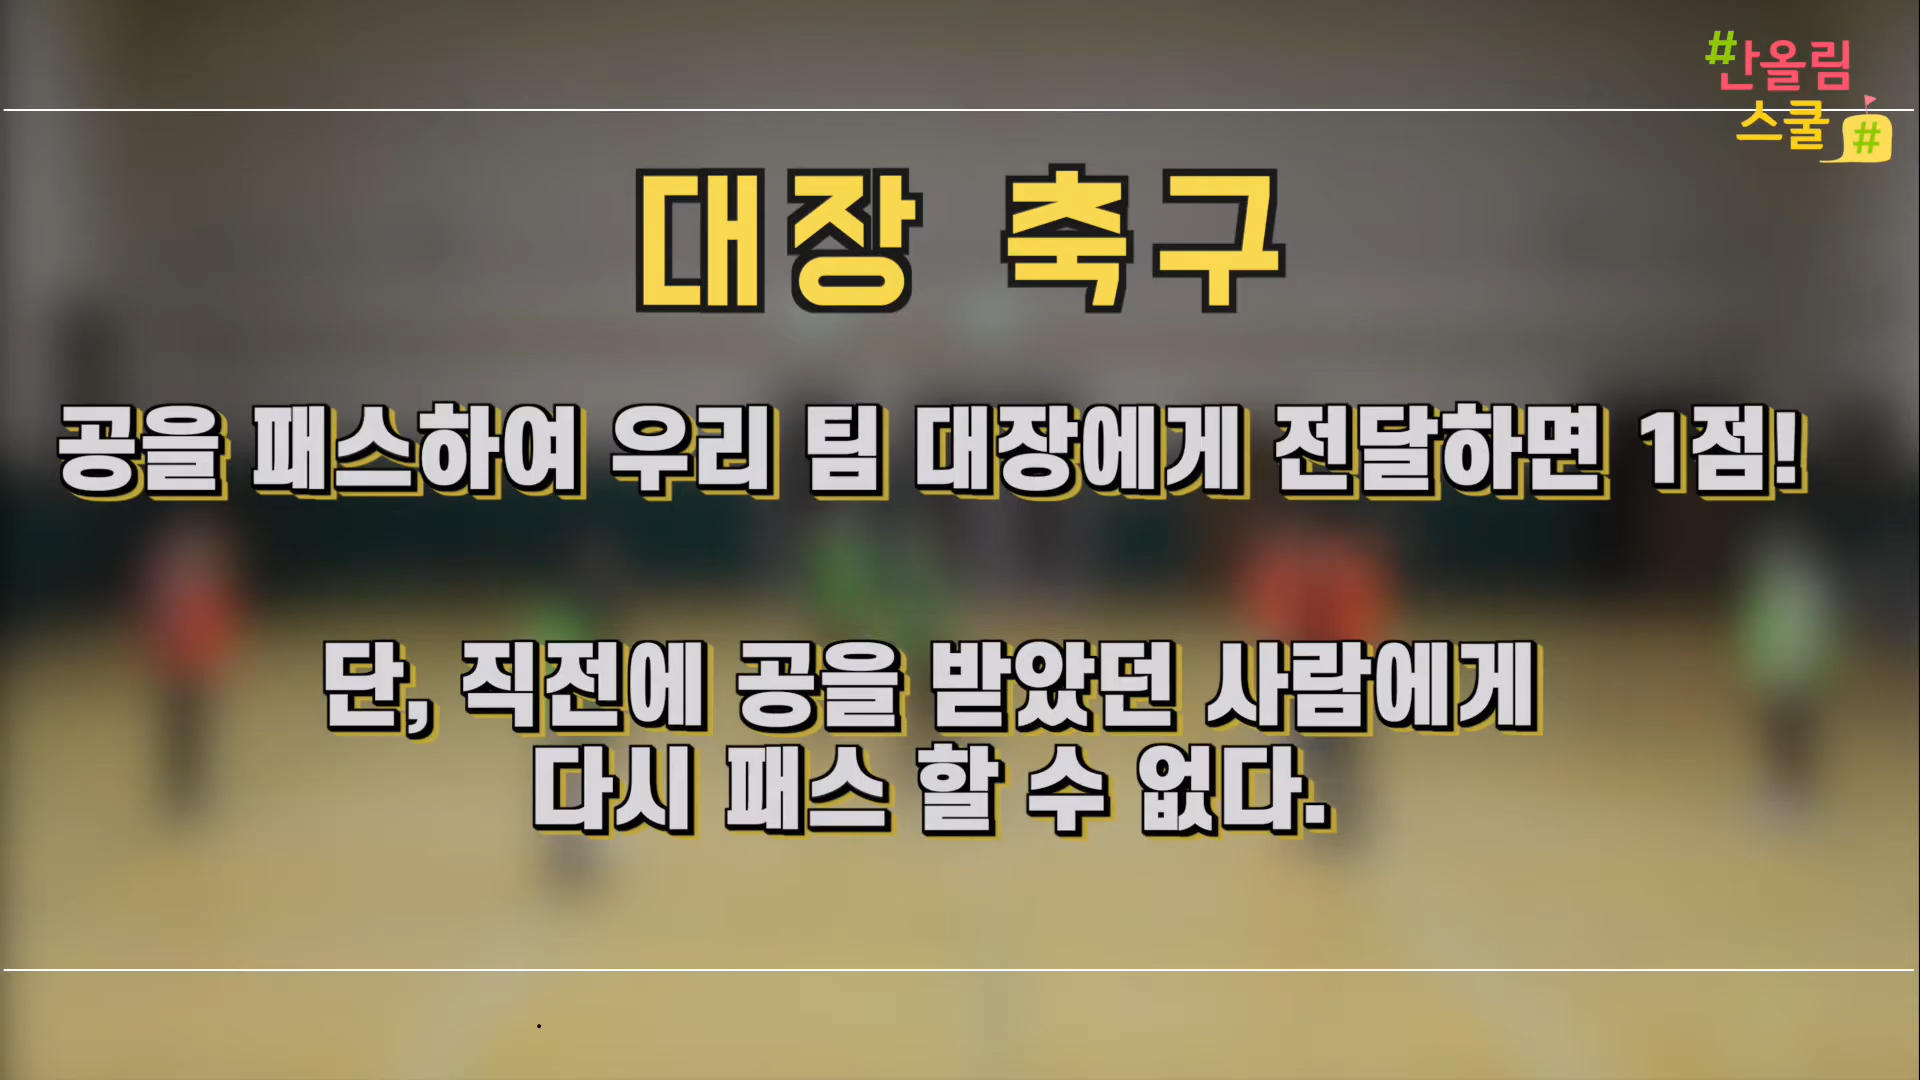 #산올림
스쿨 #
대장 축구
공을 패스하여 우리 팀 대장에게 전달하면 1점!
단, 직전에 공을 받았던 사람에게
다시 패스 할 수 없다.